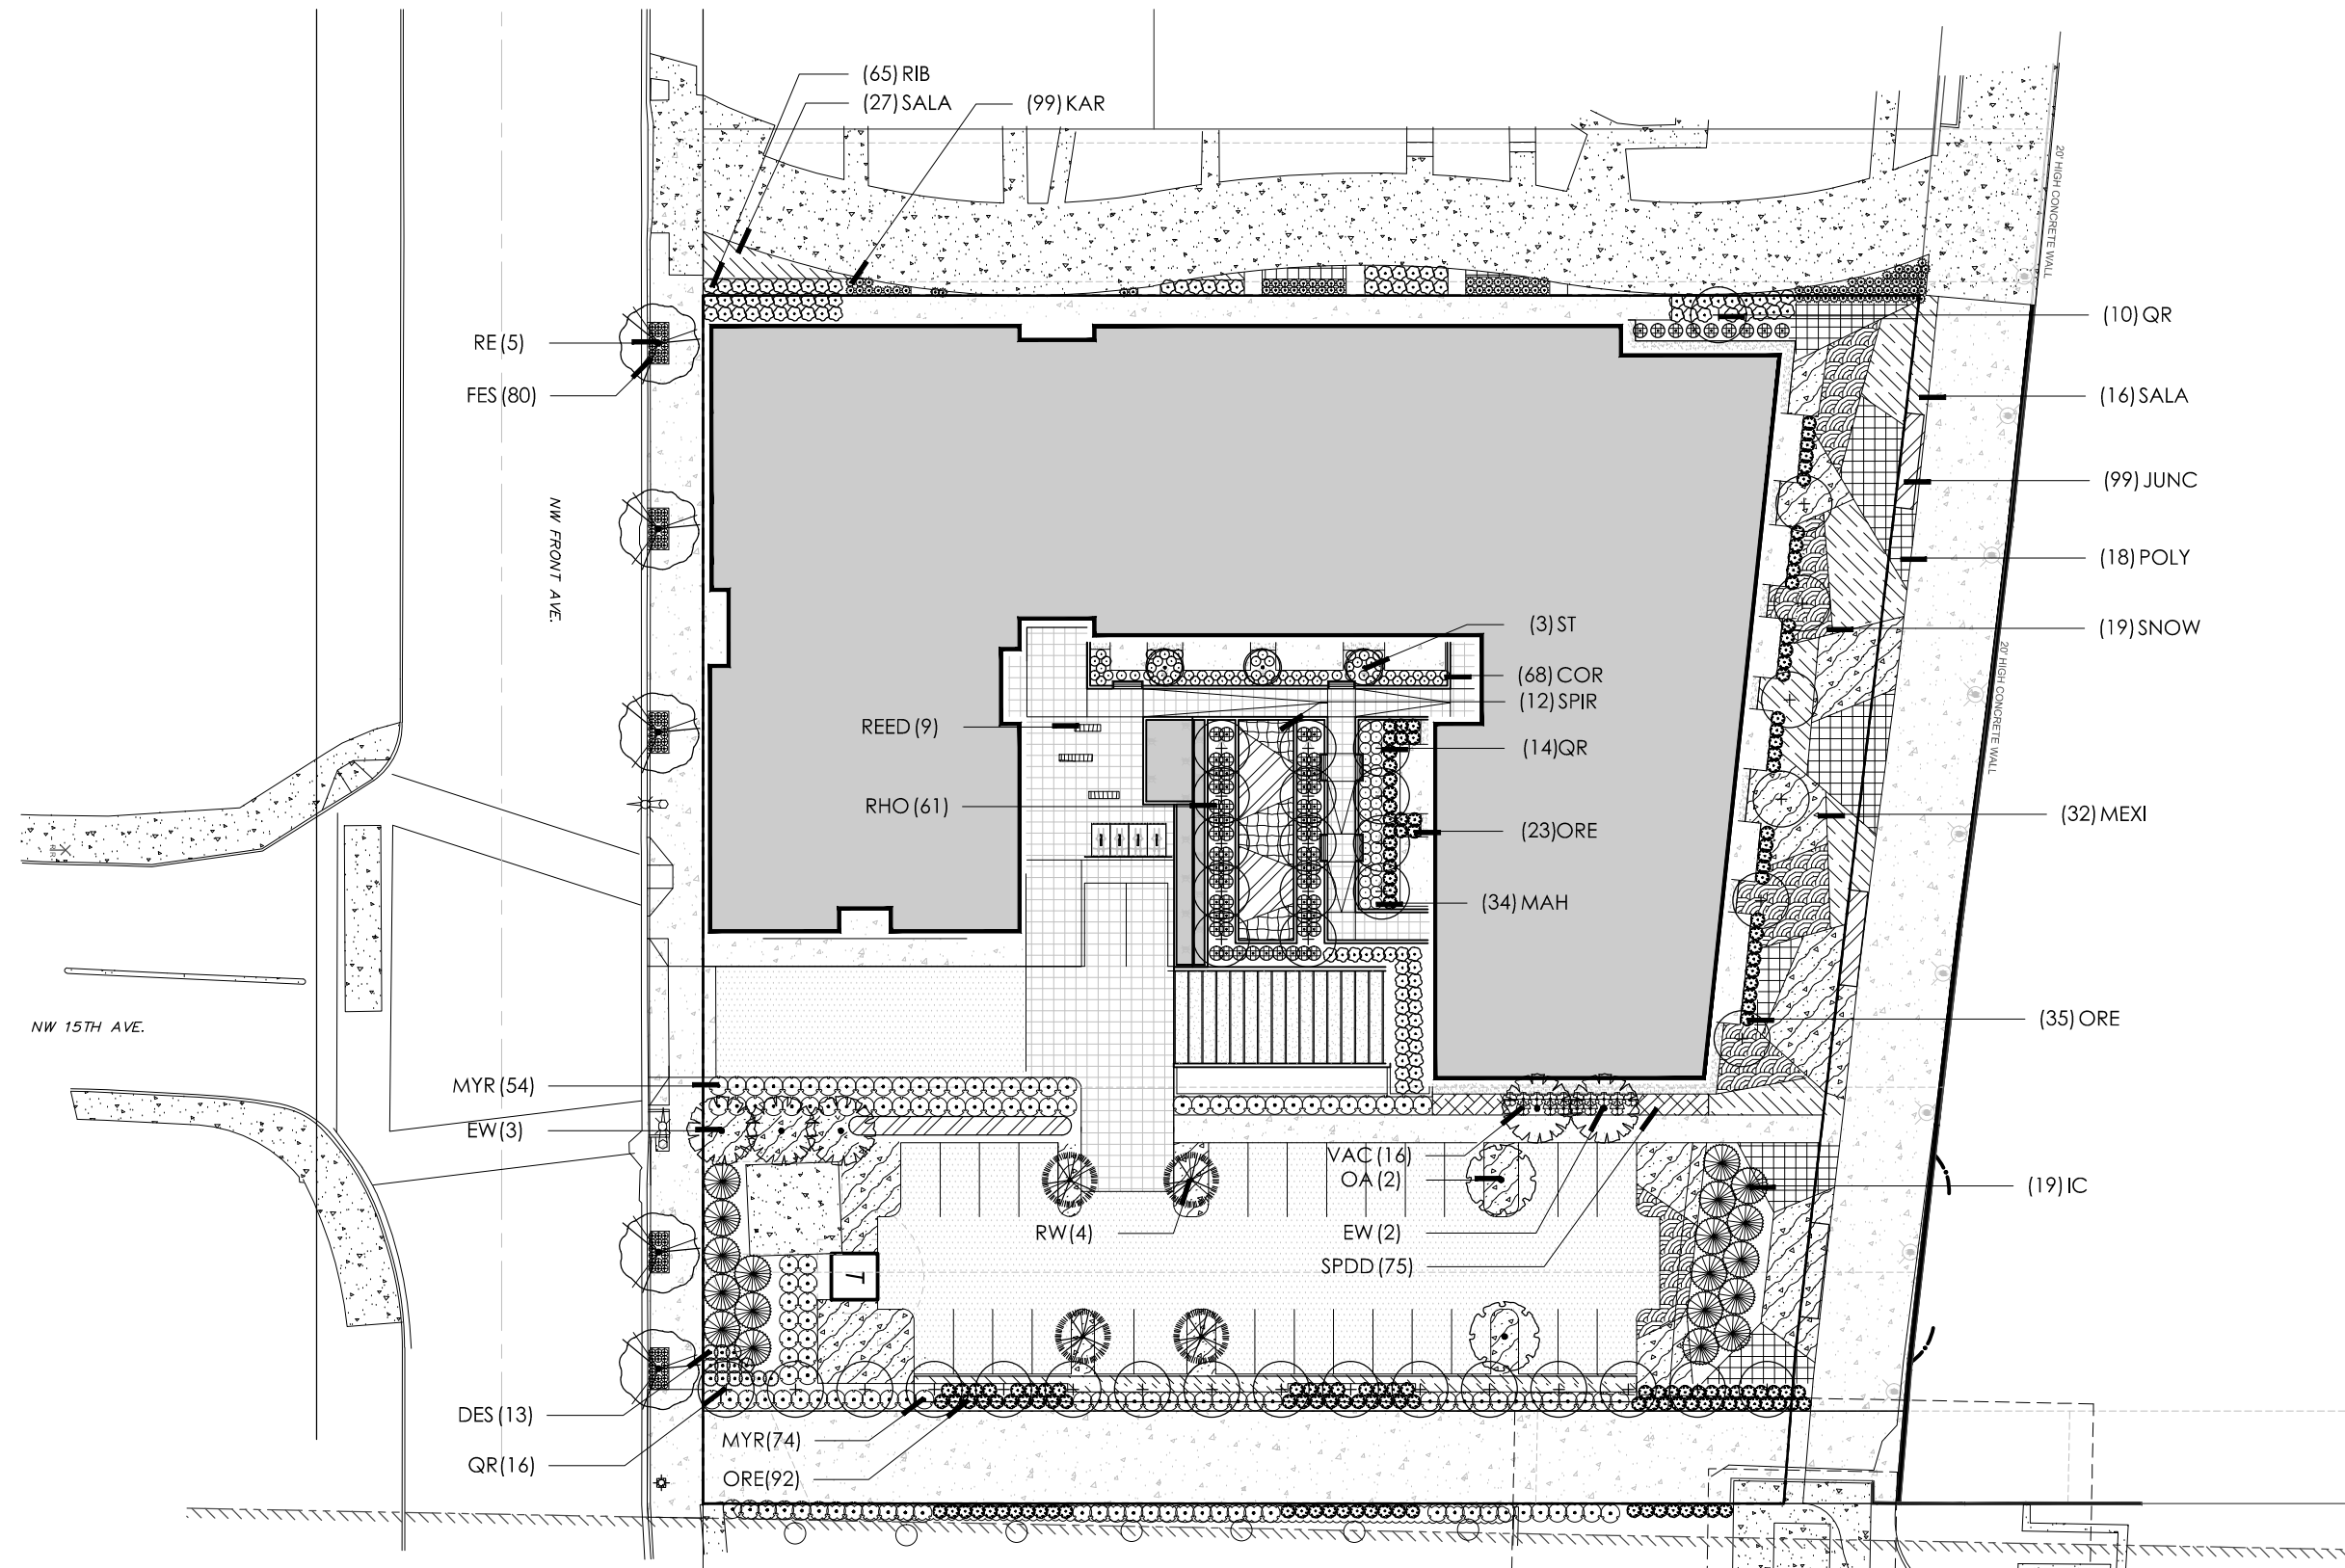 (65) RIB
(27) SALA
(99) KAR
20' HIGH CONCRETE WALL
(10) QR
RE (5)
FES (80)
(16) SALA
(99) JUNC
NW FRONT AVE.
(18) POLY
(3) ST
(19) SNOW
(68) COR
(12) SPIR
20' HIGH CONCRETE WALL
REED (9)
(14)QR
RHO (61)
(32) MEXI
(23)ORE
(34) MAH
NW 15TH AVE.
(35) ORE
MYR (54)
EW (3)
VAC (16)
OA (2)
(19) IC
RW (4)
EW (2)
SPDD (75)
T
DES (13)
MYR(74)
QR(16)
ORE(92)